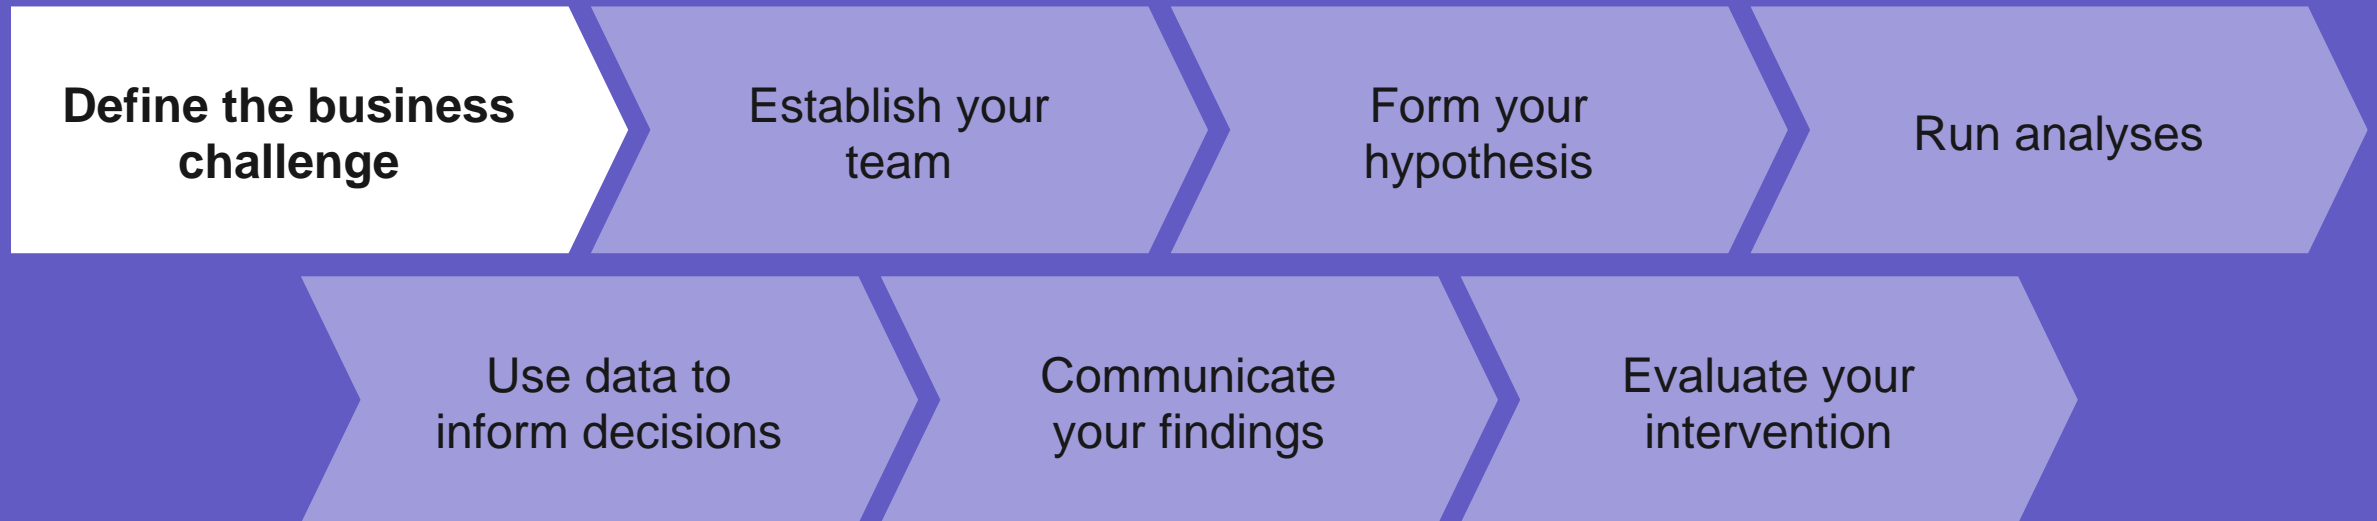 Define the business
challenge
Establish your
team
Form your
hypothesis
Run analyses
Use data to
inform decisions
Communicate
your findings
Evaluate your
intervention